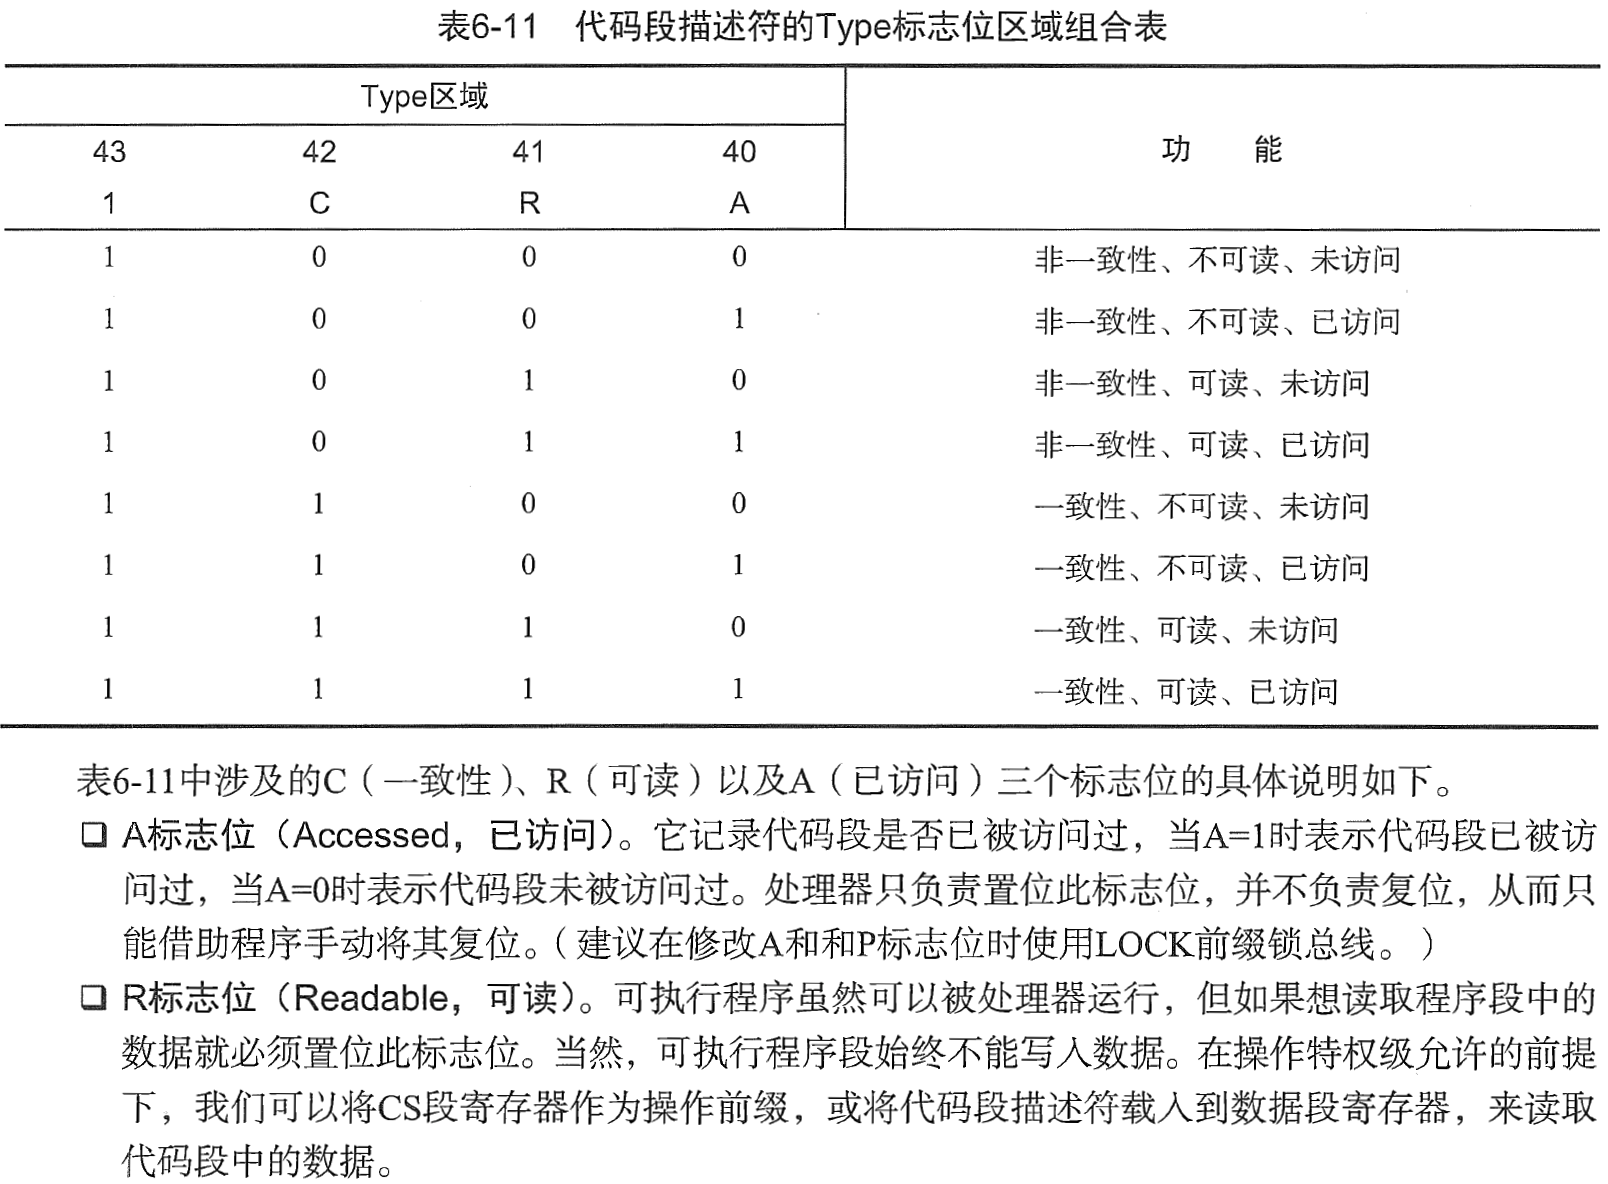 表6-11 代码段描述符的Type标志位区域组合表
Type区域
功 能
43 42 41 40
1 C R A
1 0 0 0 非一致性、不可读、未访问
1 0 0 1 非一致性、不可读、已访问
1 0 1 0 非一致性、可读、未访问
1 0 1 1 非一致性、可读、已访问
1 1 0 0 一致性、不可读、未访问
1 1 0 1 一致性、不可读、已访问
1 1 1 0 一致性、可读、未访问
1 1 1 1 一致性、可读、已访问
表6-11中涉及的C（一致性）、R（可读）以及A（已访问）三个标志位的具体说明如下。
❑ A标志位（Accessed，已访问）。它记录代码段是否已被访问过，当A=1时表示代码段已被访
问过，当A=0时表示代码段未被访问过。处理器只负责置位此标志位，并不负责复位，从而只
能借助程序手动将其复位。（建议在修改A和和P标志位时使用LOCK前缀锁总线。）
❑ R标志位（Readable，可读）。可执行程序虽然可以被处理器运行，但如果想读取程序段中的
数据就必须置位此标志位。当然，可执行程序段始终不能写入数据。在操作特权级允许的前提
下，我们可以将CS段寄存器作为操作前缀，或将代码段描述符载入到数据段寄存器，来读取
代码段中的数据。